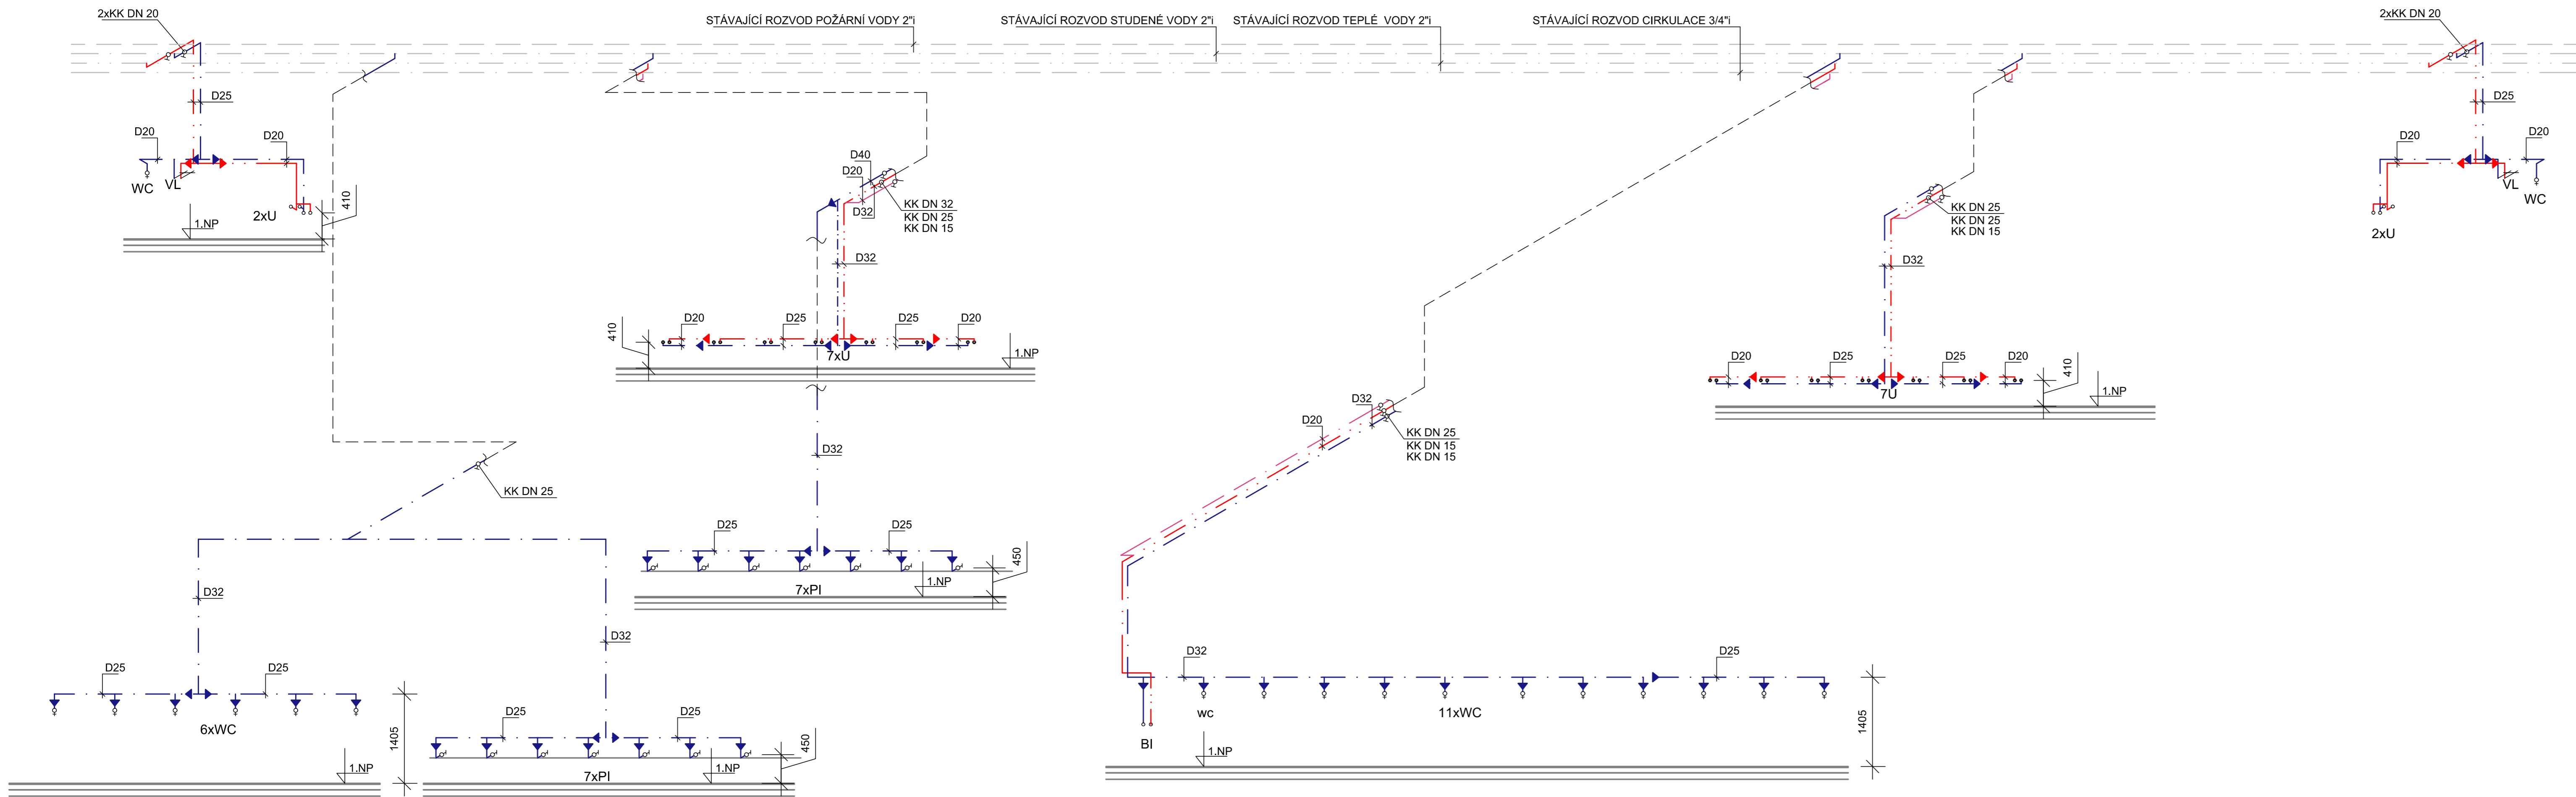 2xKK DN 20
STÁVAJÍCÍ ROZVOD POŽÁRNÍ VODY 2"i
STÁVAJÍCÍ ROZVOD STUDENÉ VODY 2"i
STÁVAJÍCÍ ROZVOD TEPLÉ VODY 2"i
STÁVAJÍCÍ ROZVOD CIRKULACE 3/4"i
2xKK DN 20
D25
D20
D20
WC
VL
2xU
410
1.NP
D40
D20
D32
KK DN 32
KK DN 25
KK DN 15
D32
410
D20
D25
D25
D20
7xU
1.NP
D32
KK DN 25
D25
D25
7xPI
1.NP
450
D32
D25
D25
6xWC
1405
1.NP
D32
D25
D25
7xPI
1.NP
450
D32
D20
KK DN 25
KK DN 15
KK DN 15
D32
D25
wc
11xWC
BI
1.NP
1405
KK DN 25
KK DN 25
KK DN 15
D32
D20
D25
D25
D20
7U
410
1.NP
D25
D20
D20
VL
WC
2xU